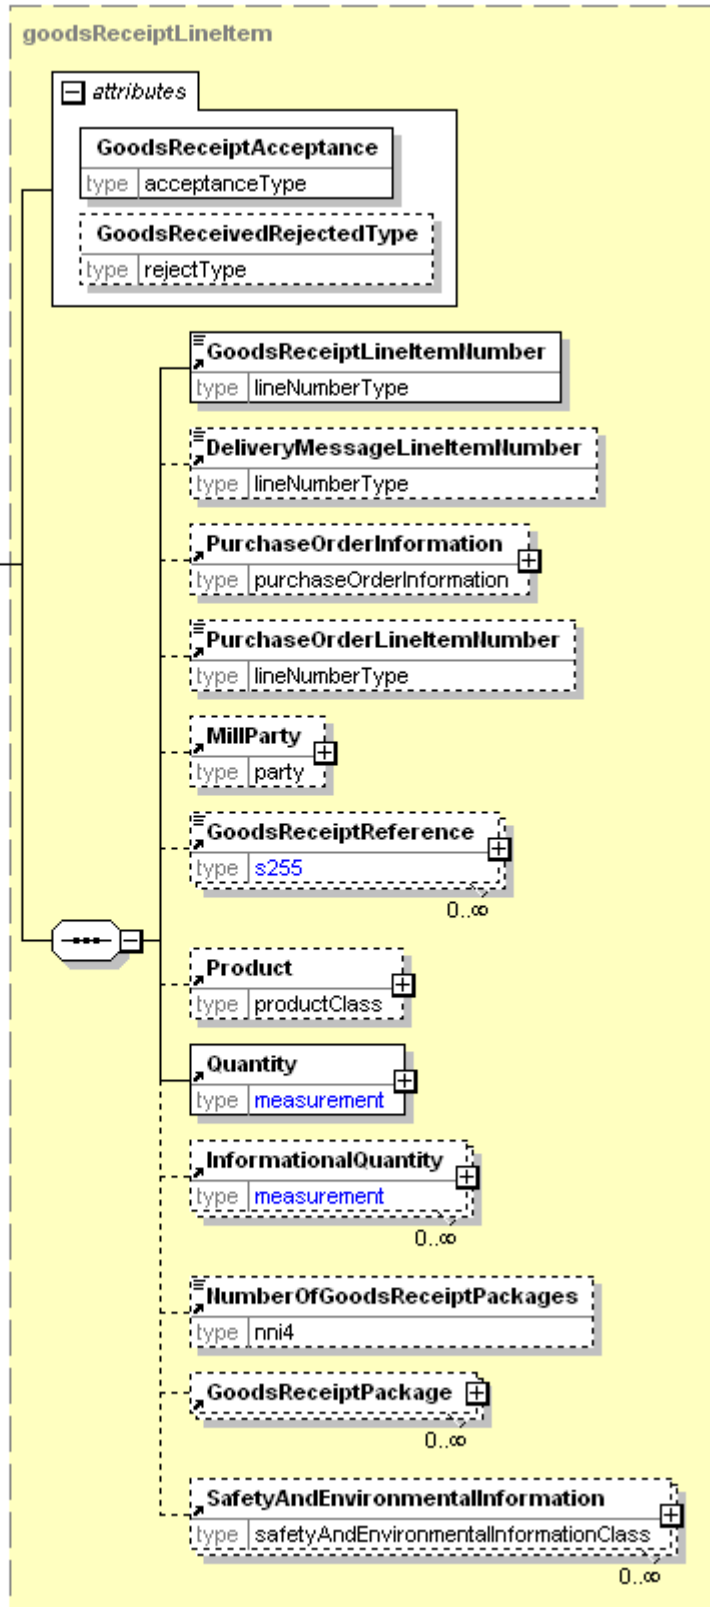 goodsReceiptLineItem
attributes
GoodsReceiptAcceptance
type acceptanceType
GoodsReceivedRejectedType
type rejectType
GoodsReceiptLineItemNumber
type lineNumberType
DeliveryMessageLineItemNumber
type lineNumberType
PurchaseOrderInformation
type purchaseOrderInformation
PurchaseOrderLineItemNumber
type lineNumberType
MillParty
type party
GoodsReceiptReference
type s255
0..∞
Product
type productClass
Quantity
type measurement
InformationalQuantity
type measurement
0..∞
NumberOfGoodsReceiptPackages
type nni4
GoodsReceiptPackage
0..∞
SafetyAndEnvironmentalInformation
type safetyAndEnvironmentalInformationClass
0..∞